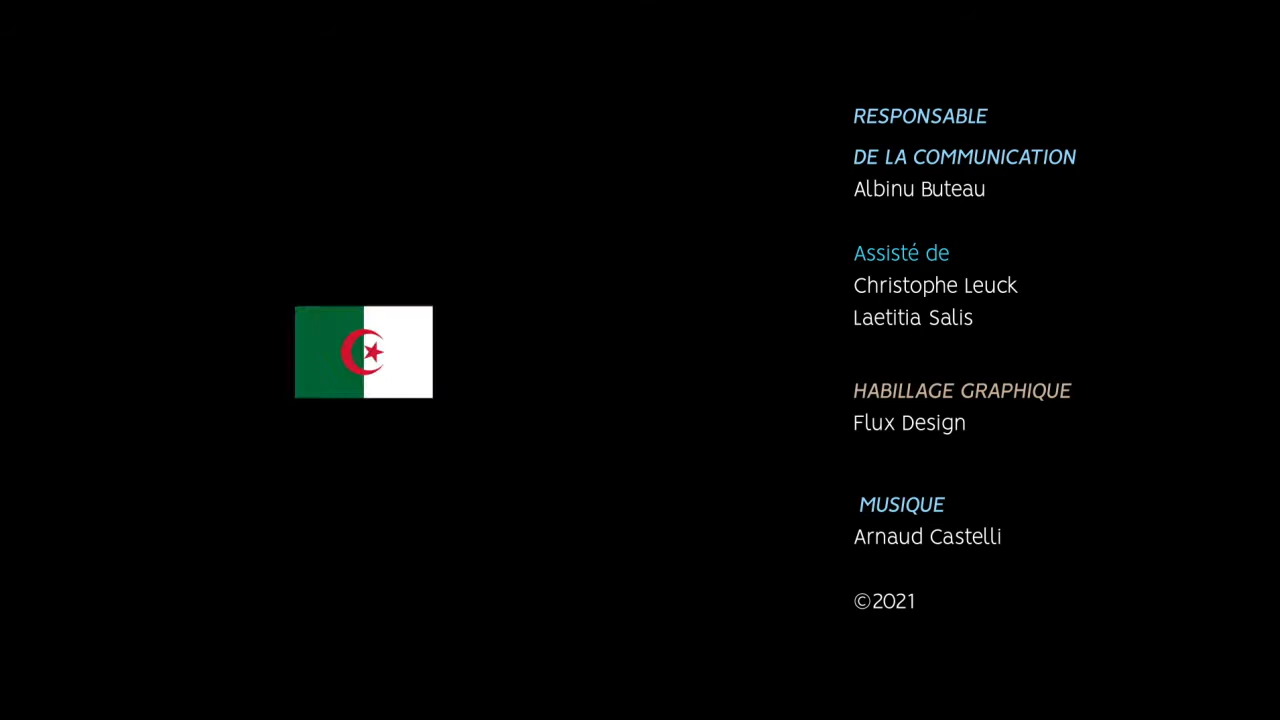 RESPONSABLE
DE LA COMMUNICATION
Albinu Buteau
Assisté de
Christophe Leuck
Laetitia Salis
HABILLAGE GRAPHIQUE
Flux Design
MUSIQUE
Arnaud Castelli
©2021